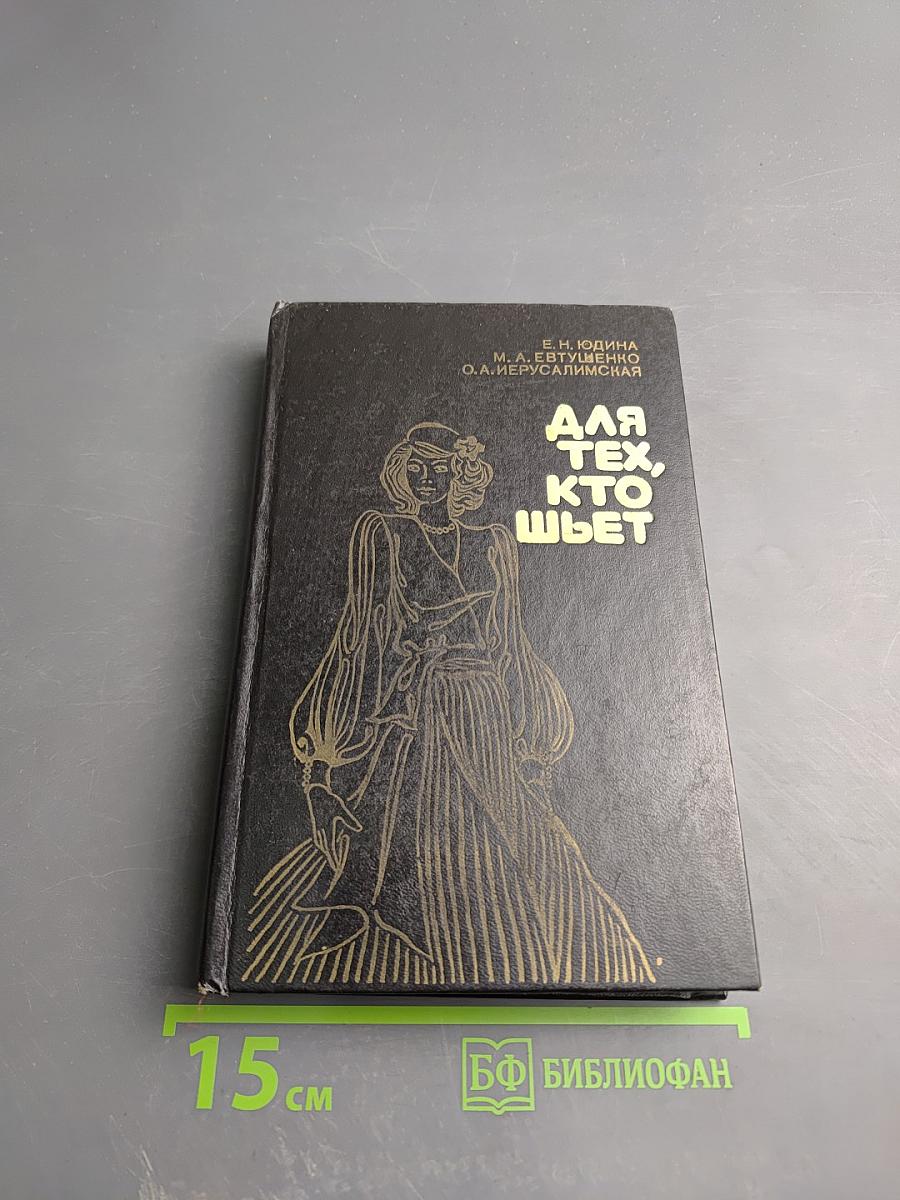 Е. Н. ЮДИНА
М. А. ЕВТУШЕНКО
О. А. ИЕРУСАЛИМСКАЯ
ДЛЯ
ТЕХ,
КТО
ШЬЕТ
15 см
БФ БИБЛИОФАН